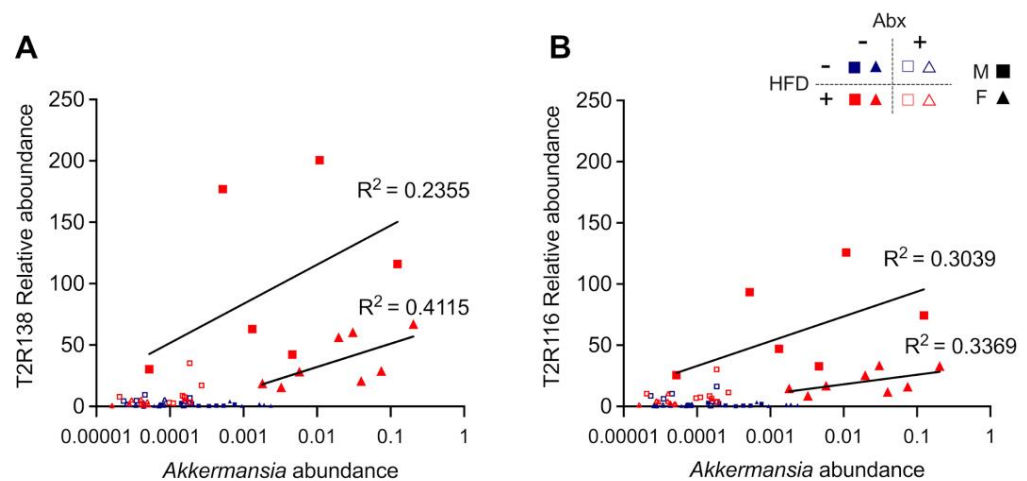 A
T2R138 Relative aboundance
250
200
150
100
50
0
R² = 0.2355
R² = 0.4115
0.00001 0.0001 0.001 0.01 0.1 1
Akkermansia abundance
B
Abx
- +
HFD
-
+
M
F
T2R116 Relative aboundance
250
200
150
100
50
0
R² = 0.3039
R² = 0.3369
0.00001 0.0001 0.001 0.01 0.1 1
Akkermansia abundance